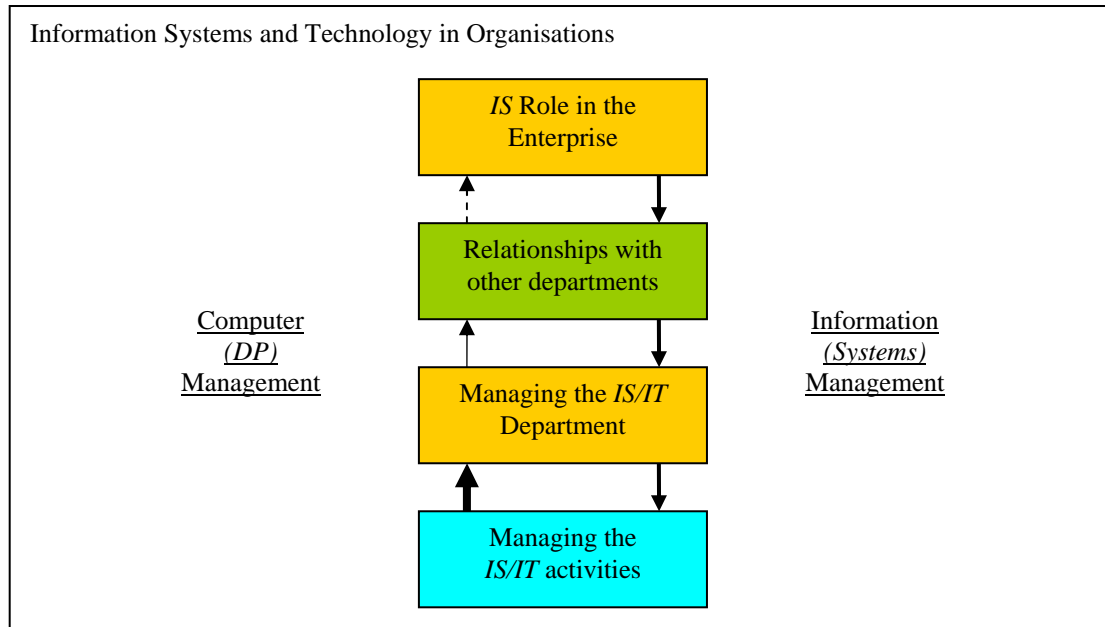 Information Systems and Technology in Organisations
IS Role in the
Enterprise
Relationships with
other departments
Computer
(DP)
Management
Information
(Systems)
Management
Managing the IS/IT
Department
Managing the
IS/IT activities